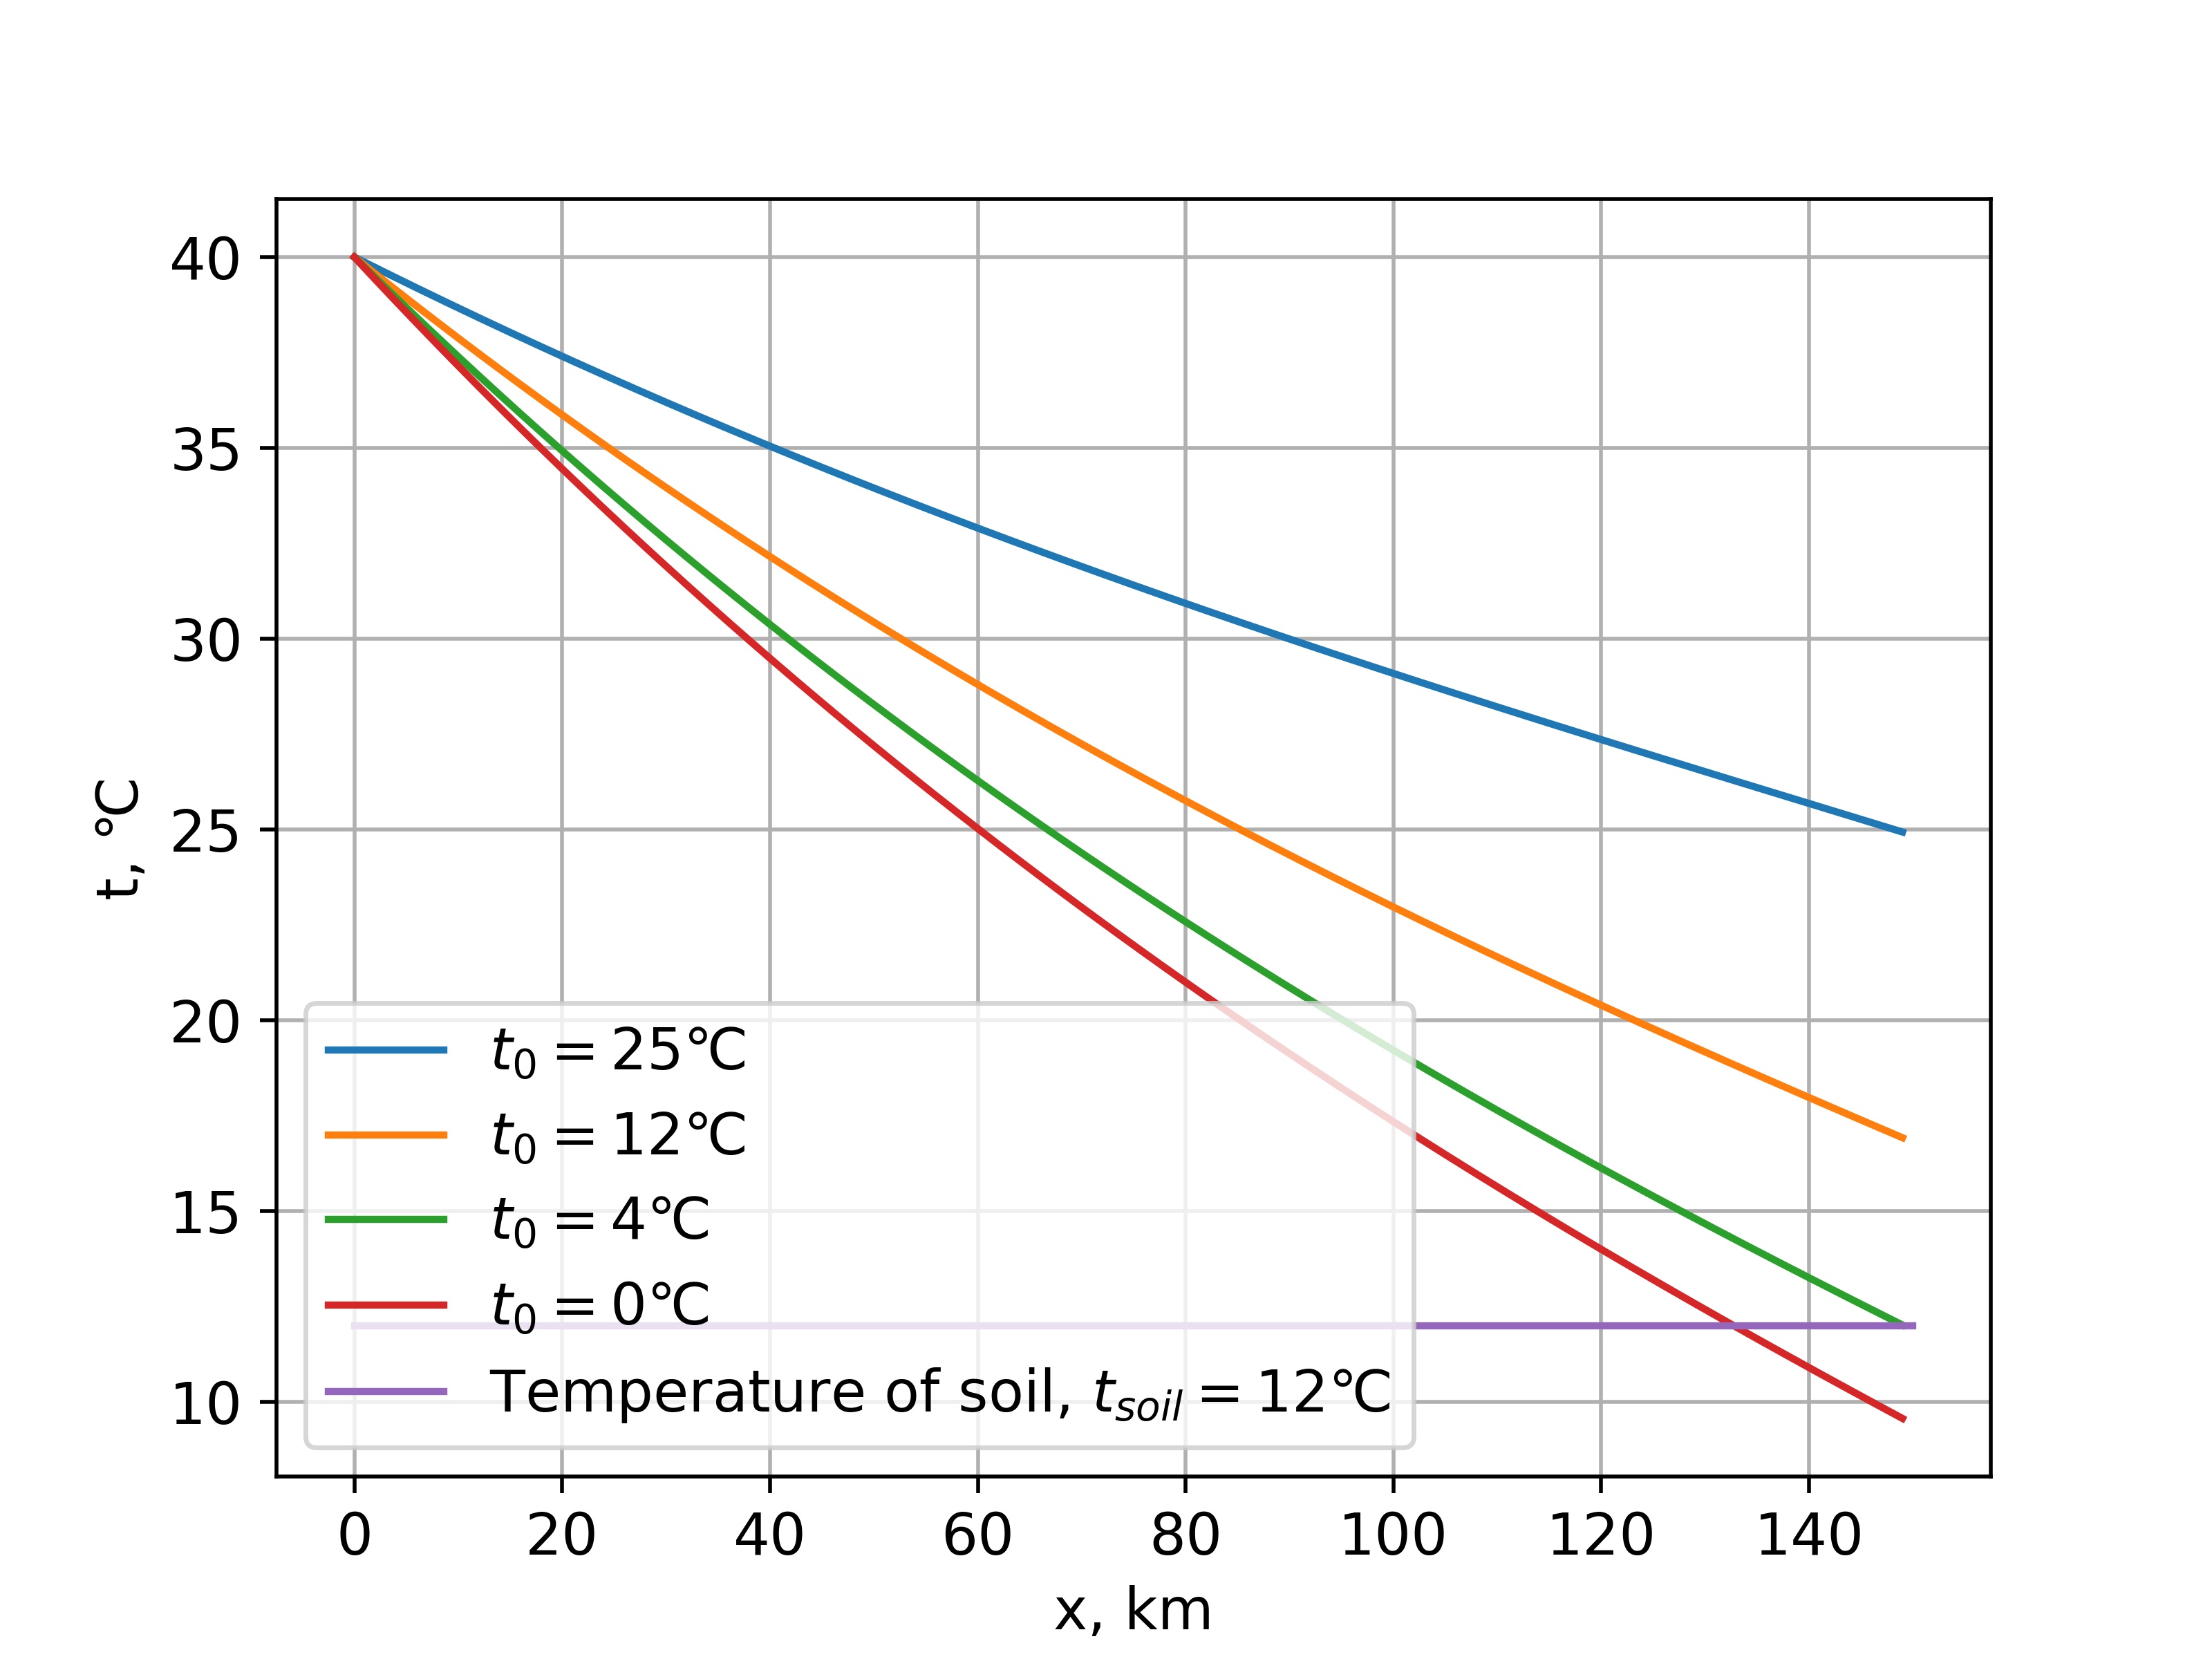 40
35
30
25
20
15
10
t, °C
t₀ = 25℃
t₀ = 12℃
t₀ = 4℃
t₀ = 0℃
Temperature of soil, tₛₒᵢₗ = 12℃
0 20 40 60 80 100 120 140
x, km